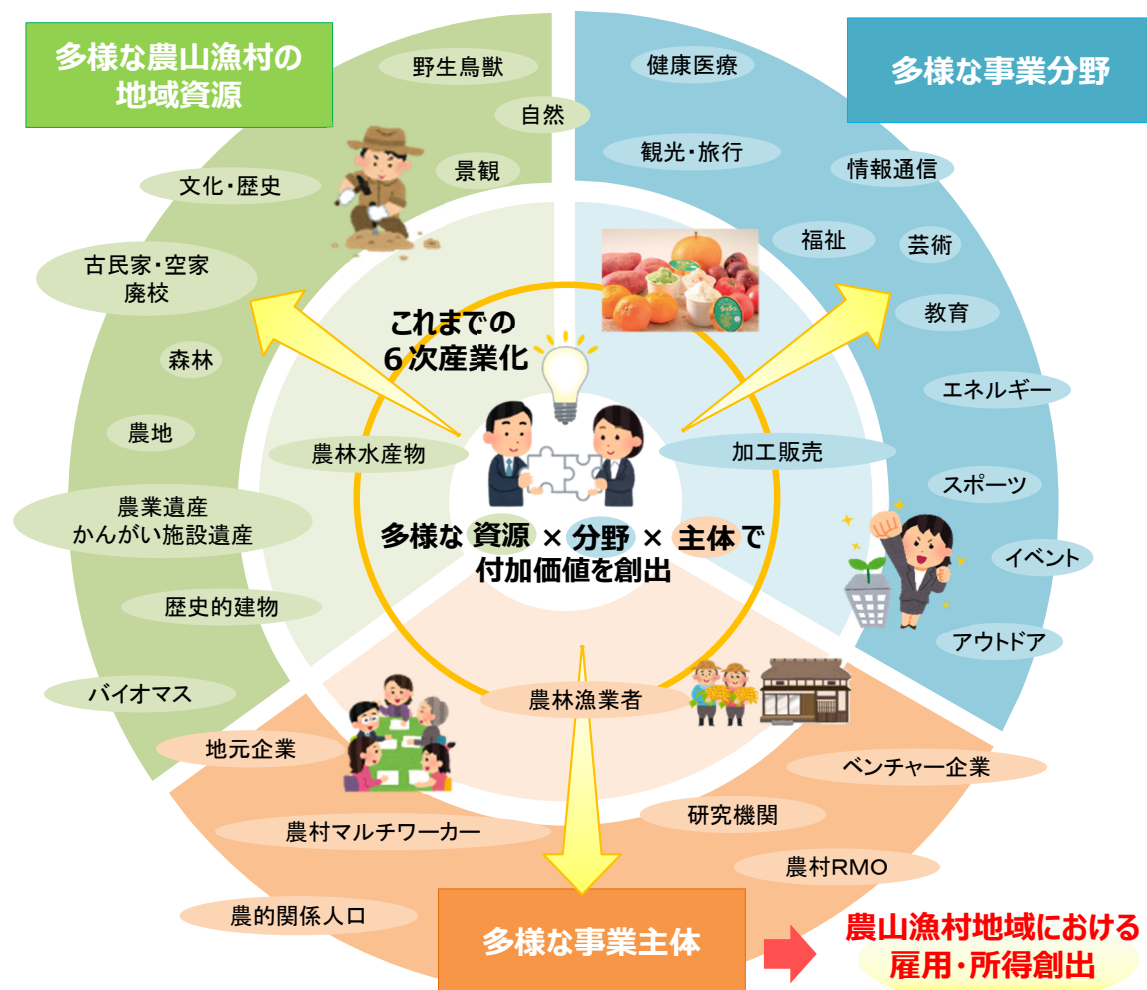 多様な農山漁村の
地域資源
野生鳥獣
自然
景観
文化・歴史
古民家・空家
廃校
森林
農地
農業遺産
かんがい施設遺産
歴史的建物
バイオマス
多様な事業分野
健康医療
観光・旅行
情報通信
福祉
芸術
教育
エネルギー
スポーツ
イベント
アウトドア
これまでの
６次産業化
農林水産物
加工販売
多様な 資源 × 分野 × 主体 で
付加価値を創出
農林漁業者
地元企業
ベンチャー企業
研究機関
農村マルチワーカー
農村RMO
農的関係人口
多様な事業主体
農山漁村地域における
雇用・所得創出